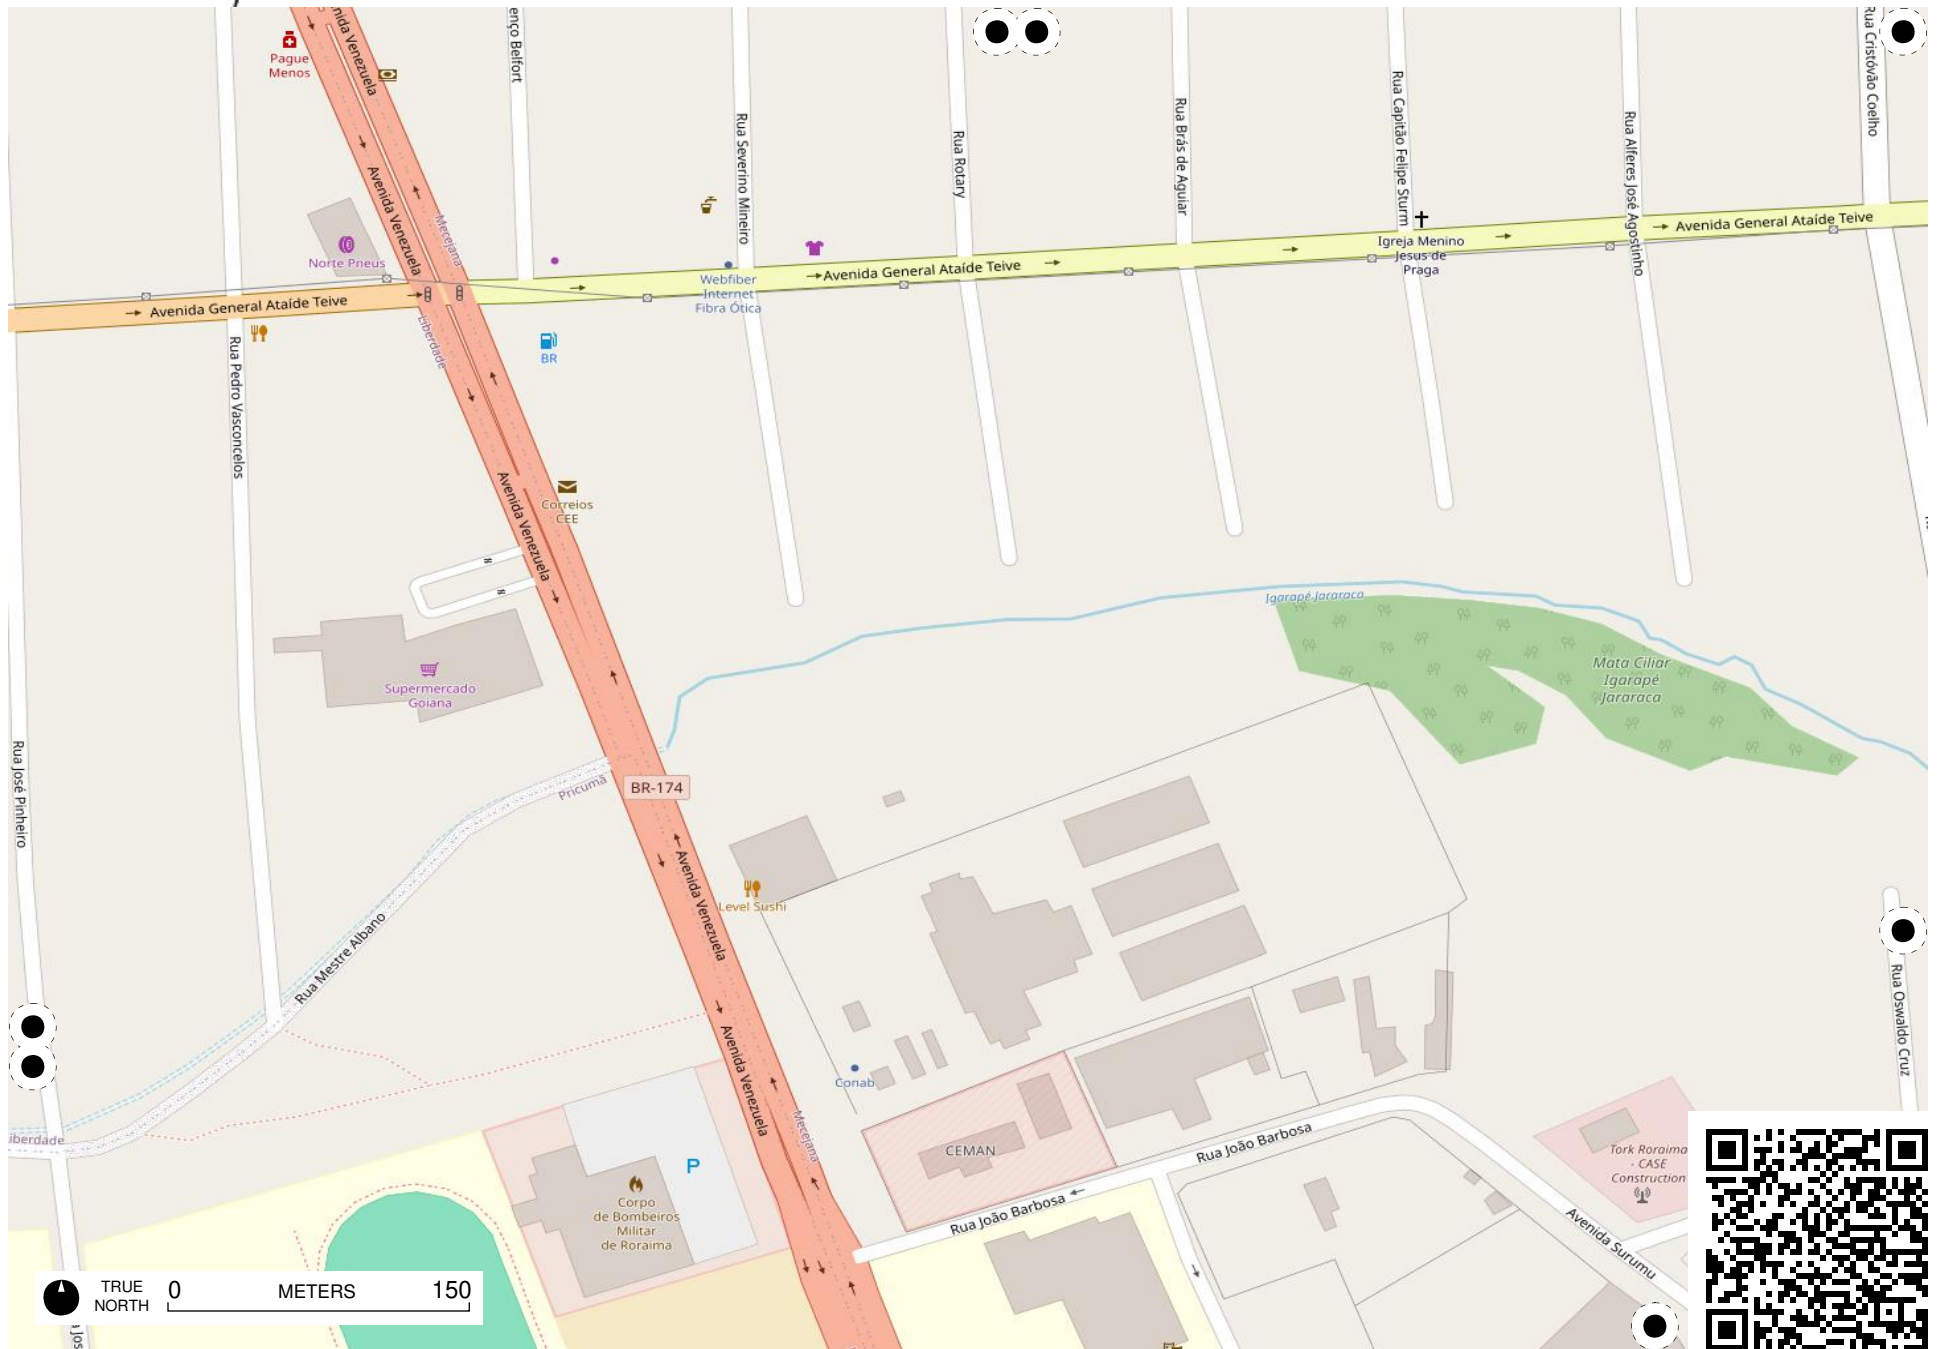 Avenida Venezuela
Pague
Menos
enço Belfort
Rua Severino Mineiro
Rua Rotary
Rua Brás de Aguiar
Rua Capitão Felipe Sturm
Rua Alferes José Agostinho
Rua Cristóvão Coelho
Avenida Venezuela
Mecejana
Norte Pneus
Igreja Menino
Jesus de
Praga
Avenida General Ataíde Teive
Avenida General Ataíde Teive
Avenida General Ataíde Teive
Webfiber
Internet
Fibra Ótica
Liberdade
BR
Rua Pedro Vasconcelos
Correios
CEE
Avenida Venezuela
Igarapé Jararaca
Mata Ciliar
Igarapé
Jararaca
Supermercado
Goiana
Rua José Pinheiro
Pricumã
BR-174
Avenida Venezuela
Level Sushi
Rua Mestre Albano
Rua Oswaldo Cruz
Avenida Venezuela
Conab
Mecejana
iberdade
CEMAN
Rua João Barbosa
Rua João Barbosa
Tork Roraima
- CASE
Construction
P
Corpo
de Bombeiros
Militar
de Roraima
Avenida Surumu
TRUE
NORTH
0 METERS 150